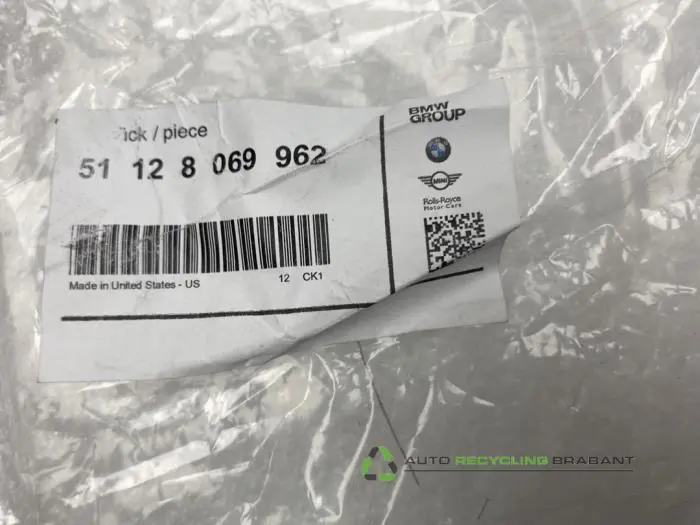 ück / piece
51 12 8 069 962
Made in United States - US
12 CK1
BMW
GROUP
MINI
Rolls-Royce
Motor Cars
AUTO RECYCLING BRABANT